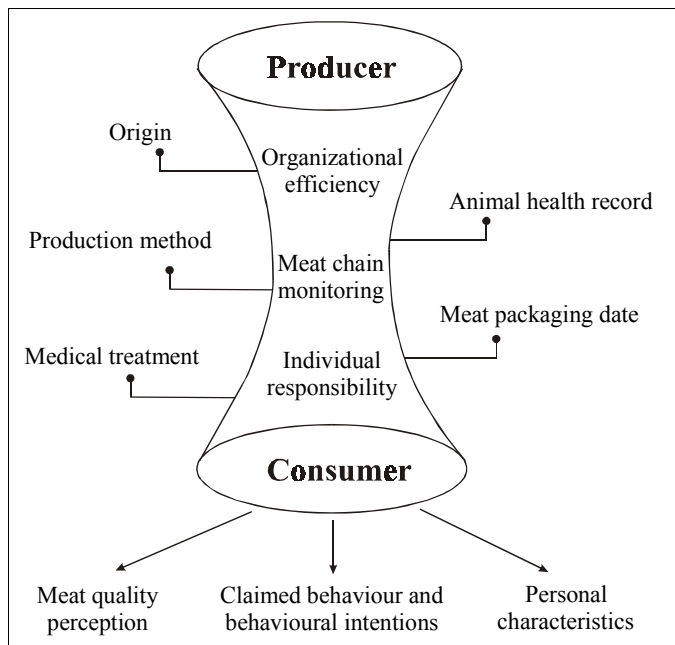 Producer
Origin
Organizational
efficiency
Animal health record
Production method
Meat chain
monitoring
Meat packaging date
Medical treatment
Individual
responsibility
Consumer
Meat quality
perception
Claimed behaviour and
behavioural intentions
Personal
characteristics